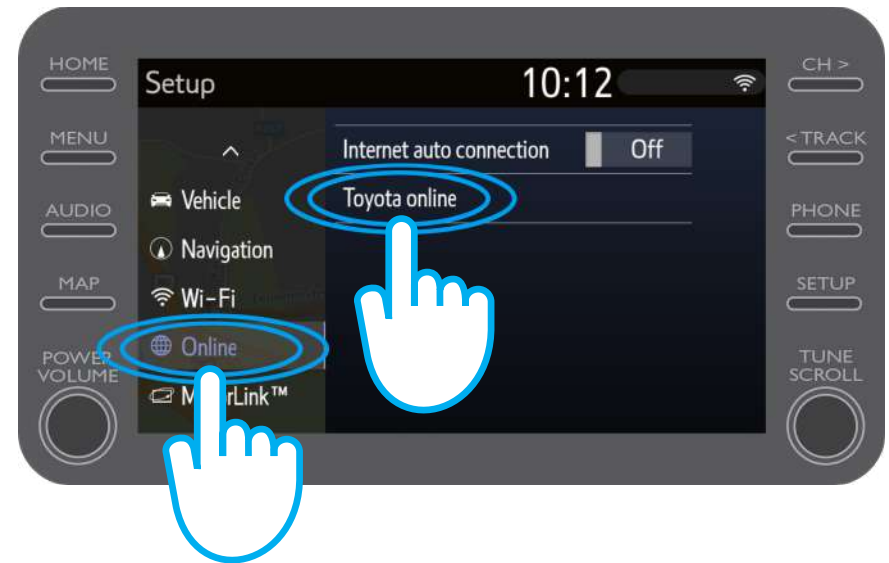 HOME
MENU
AUDIO
MAP
POWER
VOLUME
Setup
10:12
Vehicle
Navigation
Wi-Fi
Online
Internet auto connection
Off
Toyota online
CH >
< TRACK
PHONE
SETUP
TUNE
SCROLL